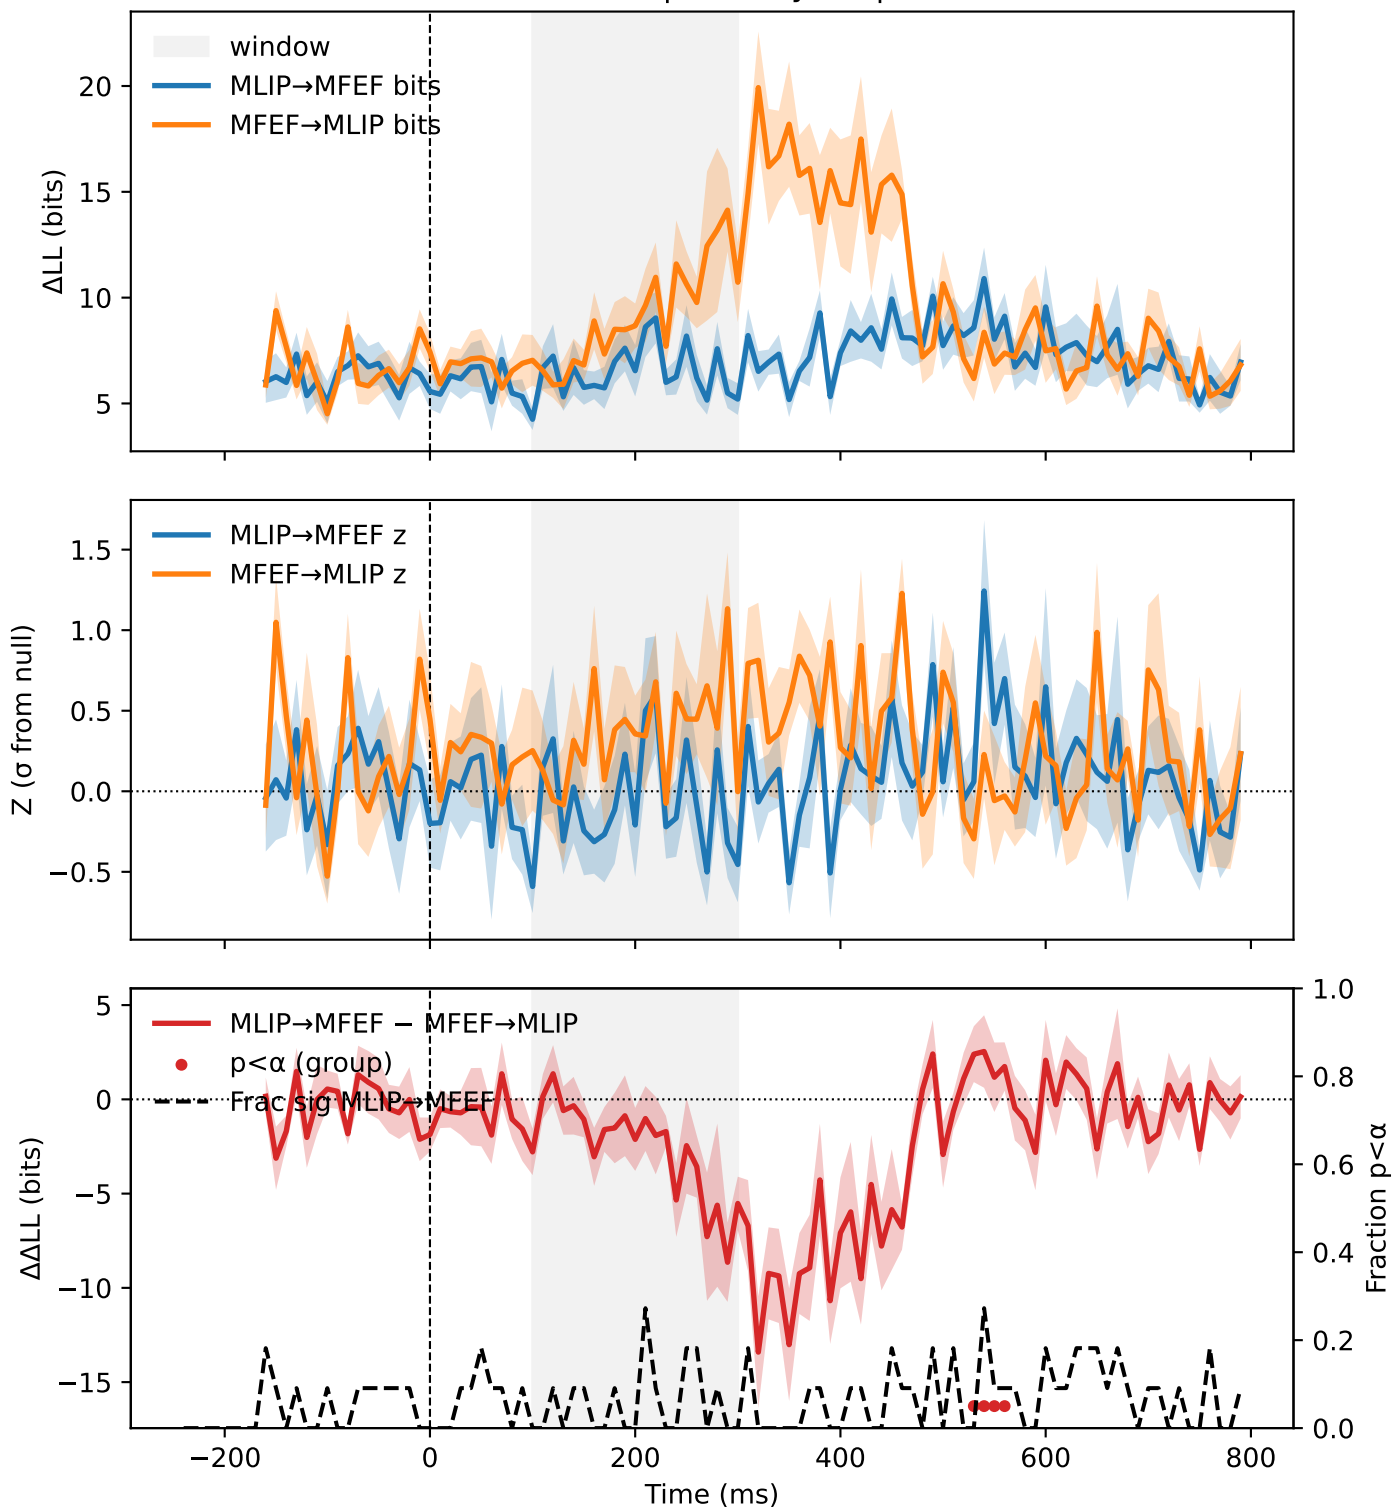 window
MLIP→MFEF bits
MFEF→MLIP bits
20
15
10
5
ΔLL (bits)
MLIP→MFEF z
MFEF→MLIP z
1.5
1.0
0.5
0.0
−0.5
Z (σ from null)
MLIP→MFEF − MFEF→MLIP
p<α (group)
Frac sig MLIP→MFEF
5
0
−5
−10
−15
ΔΔLL (bits)
1.0
0.8
0.6
0.4
0.2
0.0
Fraction p<α
−200
0
200
400
600
800
Time (ms)